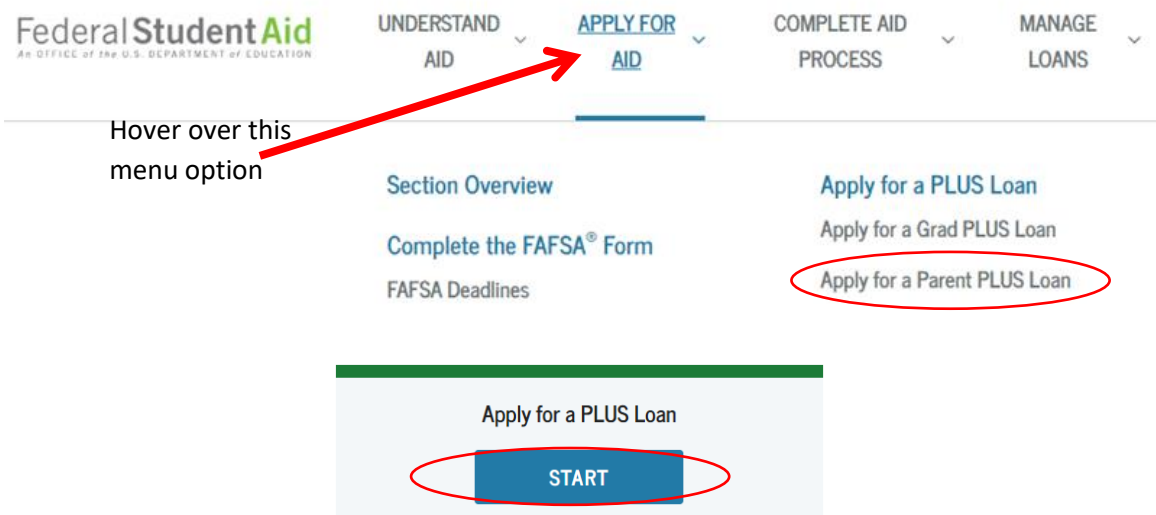 Federal Student Aid
An OFFICE of the U.S. DEPARTMENT of EDUCATION
UNDERSTAND
AID
APPLY FOR
AID
COMPLETE AID
PROCESS
MANAGE
LOANS
Hover over this
menu option
Section Overview
Complete the FAFSA® Form
FAFSA Deadlines
Apply for a PLUS Loan
Apply for a Grad PLUS Loan
Apply for a Parent PLUS Loan
Apply for a PLUS Loan
START